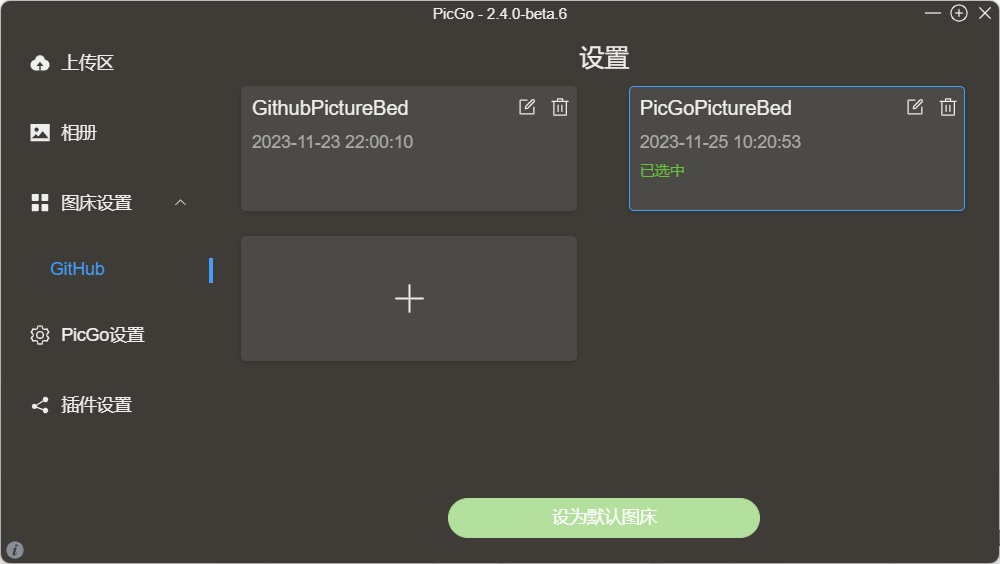 PicGo - 2.4.0-beta.6
上传区
相册
图床设置
GitHub
PicGo设置
插件设置
设置
GithubPictureBed
2023-11-23 22:00:10
PicGoPictureBed
2023-11-25 10:20:53
已选中
设为默认图床